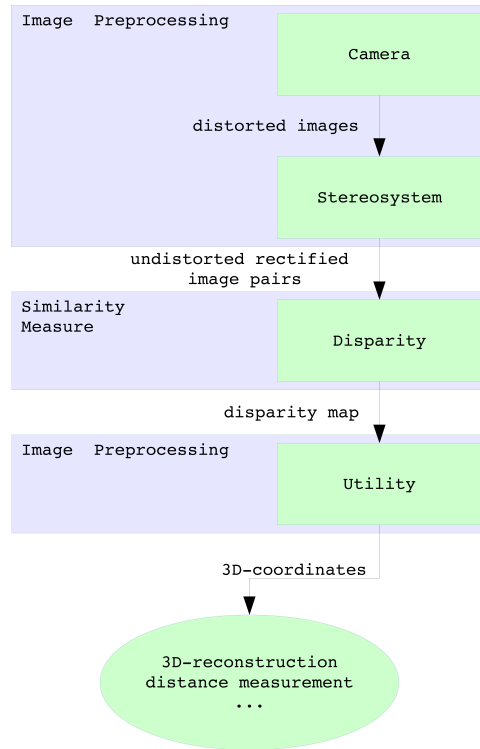 Image  Preprocessing
Camera
distorted images
Stereosystem
undistorted rectified
image pairs
Similarity
Measure
Disparity
disparity map
Image  Preprocessing
Utility
3D-coordinates
3D-reconstruction
distance measurement
...